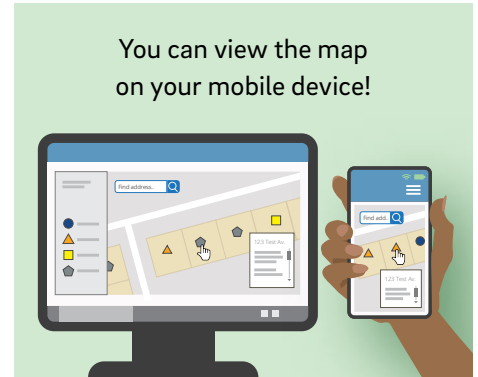 You can view the map
on your mobile device!
Find address.
123 Test Av.
Find add.
123 Test Av.